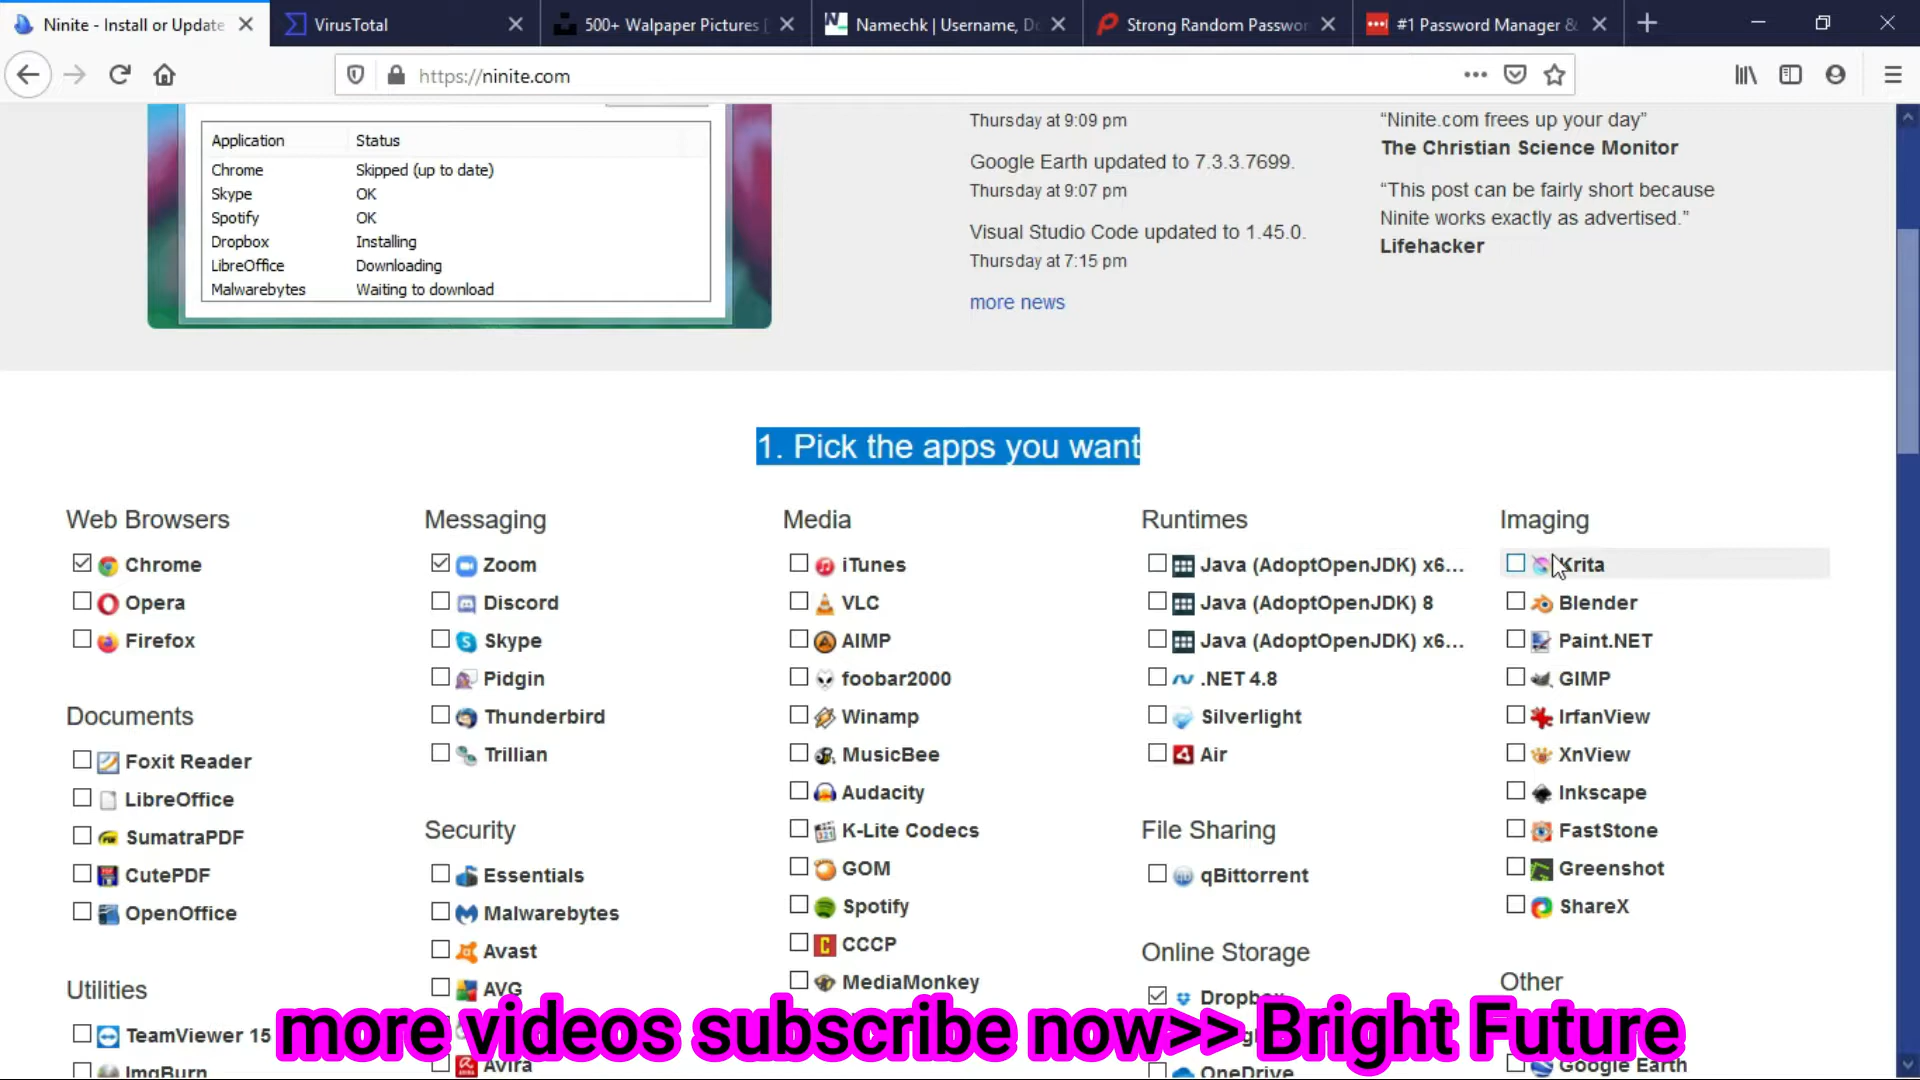 Ninite - Install or Update
VirusTotal
500+ Walpaper Pictures [
Namechk | Username, Do
Strong Random Passwor
#1 Password Manager &
https://ninite.com
Application Status
Chrome Skipped (up to date)
Skype OK
Spotify OK
Dropbox Installing
LibreOffice Downloading
Malwarebytes Waiting to download
Thursday at 9:09 pm
Google Earth updated to 7.3.3.7699.
Thursday at 9:07 pm
Visual Studio Code updated to 1.45.0.
Thursday at 7:15 pm
more news
“Ninite.com frees up your day”
The Christian Science Monitor
“This post can be fairly short because
Ninite works exactly as advertised.”
Lifehacker
1. Pick the apps you want
Web Browsers
Chrome
Opera
Firefox
Documents
Foxit Reader
LibreOffice
SumatraPDF
CutePDF
OpenOffice
Utilities
TeamViewer 15
ImgBurn
Messaging
Zoom
Discord
Skype
Pidgin
Thunderbird
Trillian
Security
Essentials
Malwarebytes
Avast
AVG
Avira
Media
iTunes
VLC
AIMP
foobar2000
Winamp
MusicBee
Audacity
K-Lite Codecs
GOM
Spotify
CCCP
MediaMonkey
Runtimes
Java (AdoptOpenJDK) x6...
Java (AdoptOpenJDK) 8
Java (AdoptOpenJDK) x6...
.NET 4.8
Silverlight
Air
File Sharing
qBittorrent
Online Storage
Dropbox
OneDrive
Imaging
Krita
Blender
Paint.NET
GIMP
IrfanView
XnView
Inkscape
FastStone
Greenshot
ShareX
Other
Google Earth
more videos subscribe now>> Bright Future